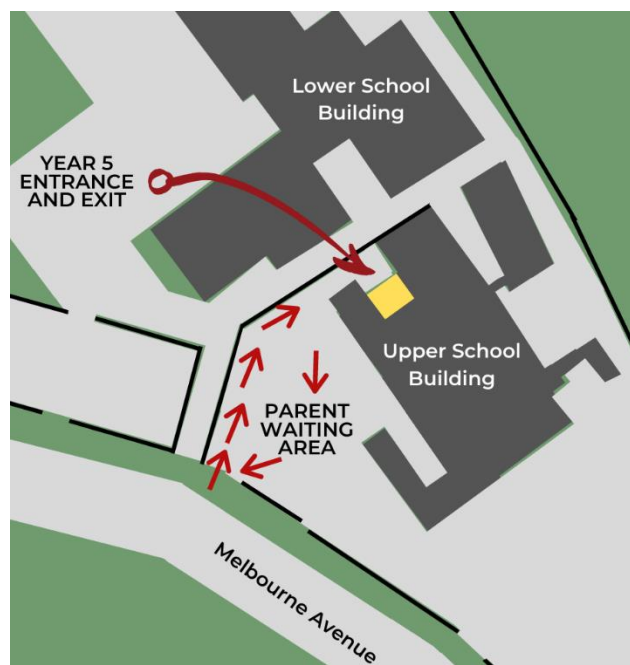 Lower School
Building
YEAR 5
ENTRANCE
AND EXIT
Upper School
Building
PARENT
WAITING
AREA
Melbourne Avenue